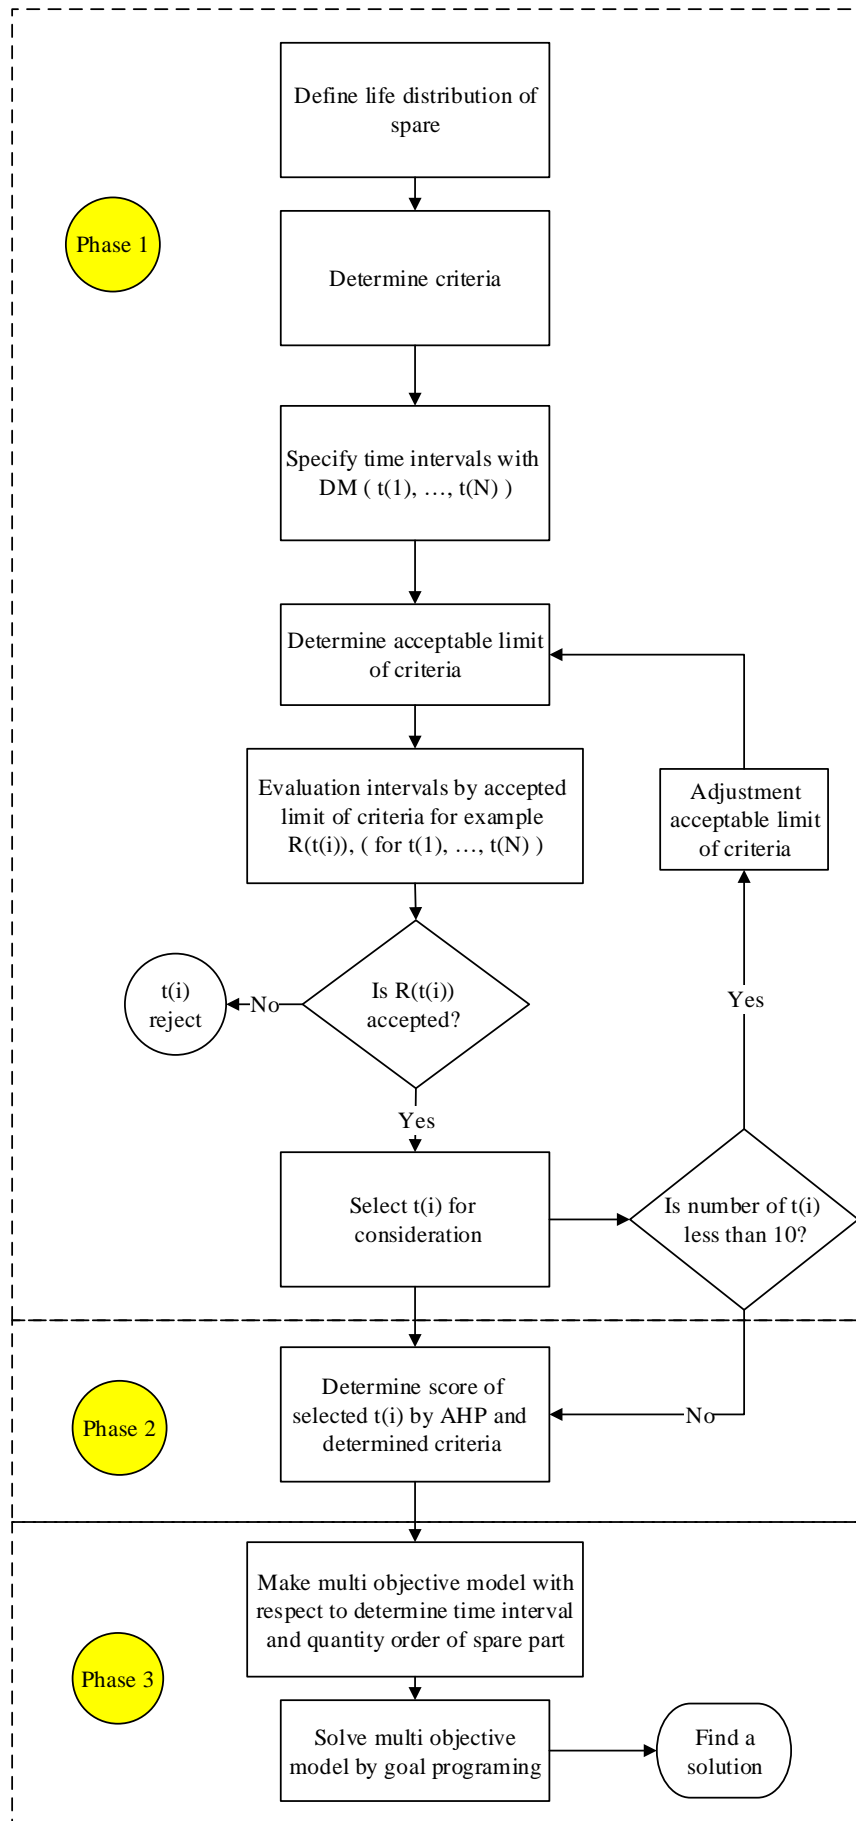 Define life distribution of
spare
Phase 1
Determine criteria
Specify time intervals with
DM ( t(1), …, t(N) )
Determine acceptable limit
of criteria
Evaluation intervals by accepted
limit of criteria for example
R(t(i)), ( for t(1), …, t(N) )
Adjustment
acceptable limit
of criteria
t(i)
reject
No
Is R(t(i))
accepted?
Yes
Yes
Select t(i) for
consideration
Is number of t(i)
less than 10?
Phase 2
Determine score of
selected t(i) by AHP and
determined criteria
No
Make multi objective model with
respect to determine time interval
and quantity order of spare part
Phase 3
Solve multi objective
model by goal programing
Find a
solution